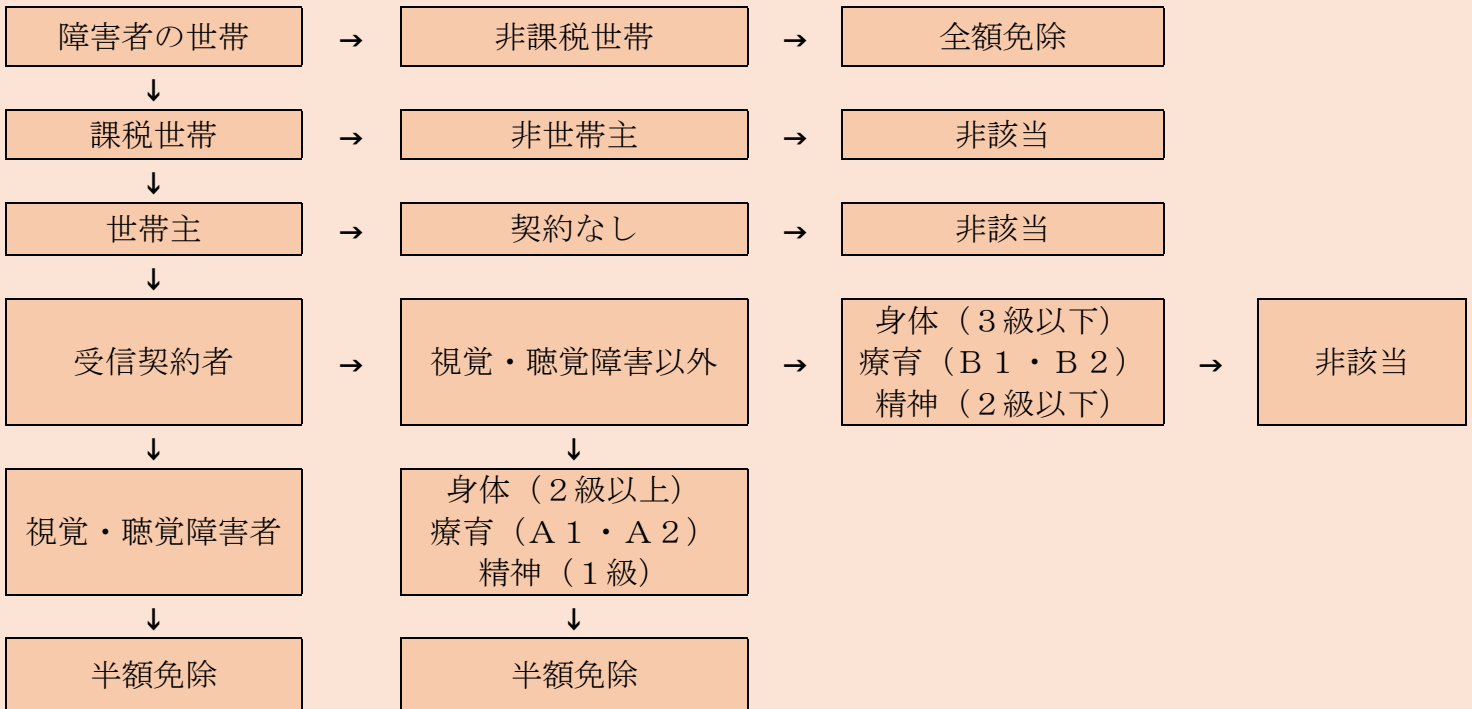 障害者の世帯 → 非課税世帯 → 全額免除
↓
課税世帯 → 非世帯主 → 非該当
↓
世帯主 → 契約なし → 非該当
↓
受信契約者 → 視覚・聴覚障害以外 → 身体（３級以下）
療育（Ｂ１・Ｂ２）
精神（２級以下） → 非該当
↓ ↓
視覚・聴覚障害者 身体（２級以上）
療育（Ａ１・Ａ２）
精神（１級）
↓ ↓
半額免除 半額免除